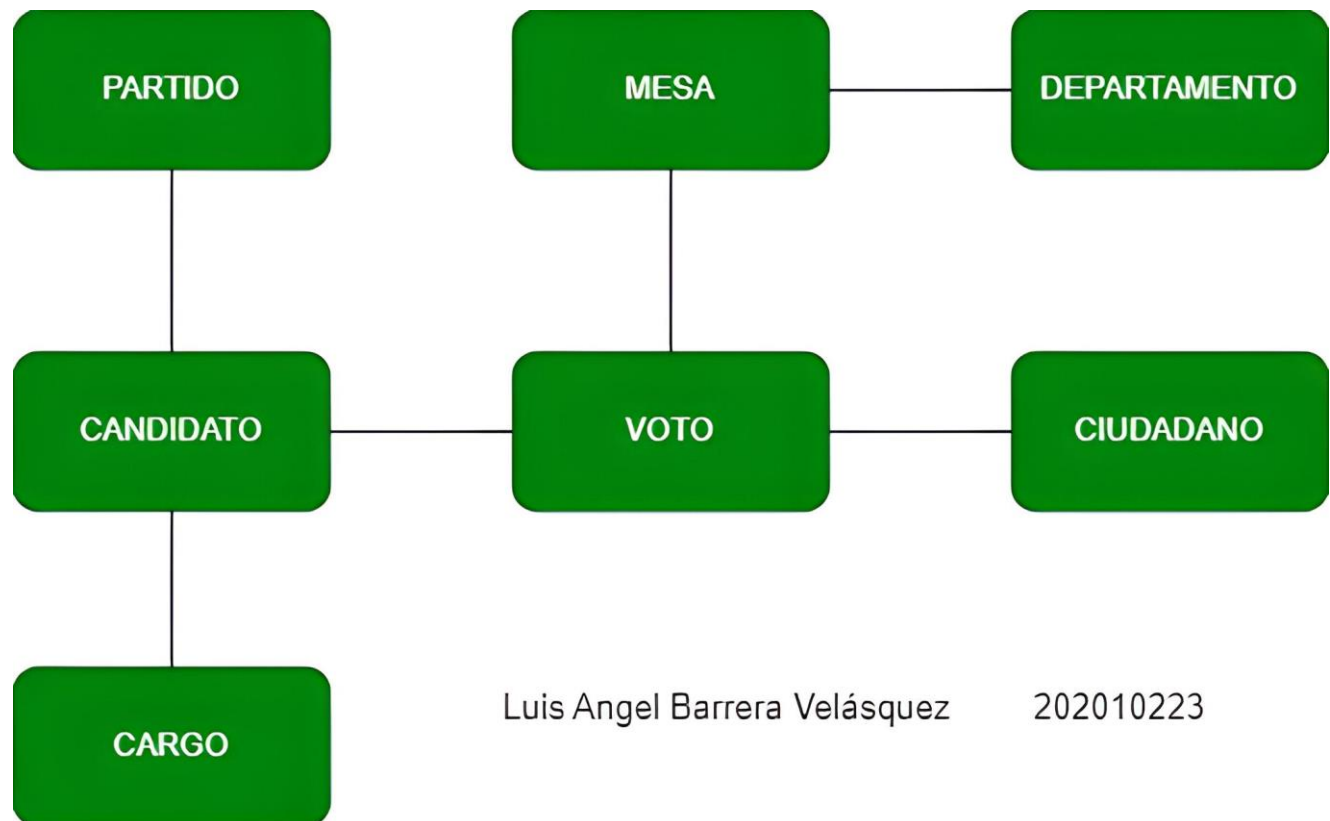 PARTIDO
MESA
DEPARTAMENTO
CANDIDATO
VOTO
CIUDADANO
CARGO
Luis Angel Barrera Velásquez 202010223